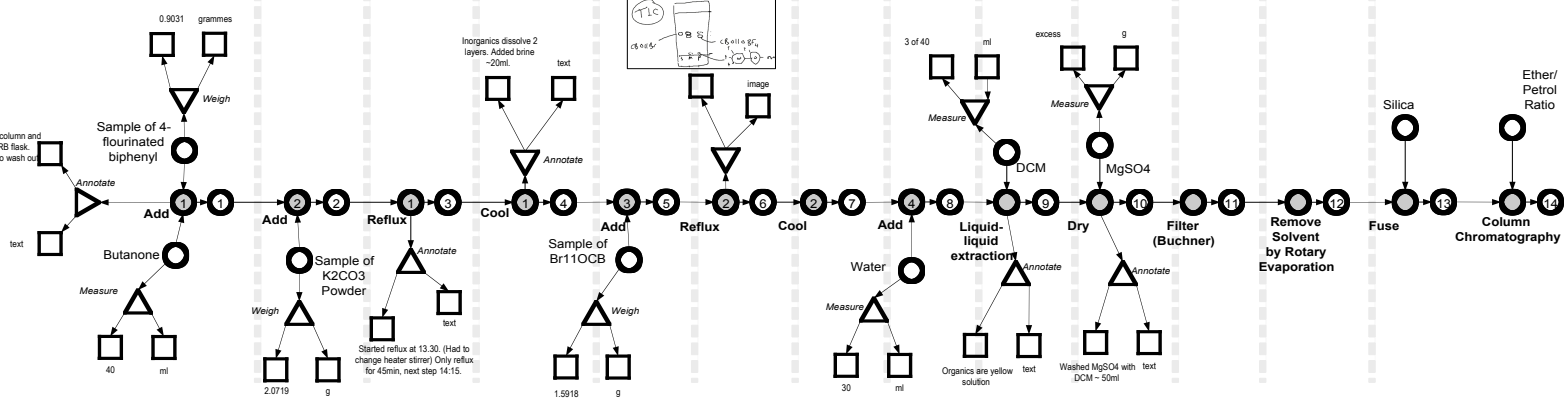 0.9031
grammes
Weigh
Sample of 4-
flourinated
biphenyl
column and
RB flask.
o wash out
Annotate
text
Add
1
1
Butanone
Measure
40
ml
Add
2
2
Sample of
K2CO3
Powder
Weigh
2.0719
g
Reflux
1
3
Annotate
text
Started reflux at 13.30. (Had to
change heater stirrer) Only reflux
for 45min, next step 14:15.
Inorganics dissolve 2
layers. Added brine
~20ml.
text
Annotate
Cool
1
4
Add
3
5
Sample of
Br11OCB
Weigh
1.5918
g
TLC
image
Reflux
2
6
Cool
2
7
Add
4
8
Water
Measure
30
ml
3 of 40
ml
Measure
DCM
Liquid-
liquid
extraction
9
Annotate
Organics are yellow
solution
text
excess
g
Measure
MgSO4
Dry
10
Annotate
Washed MgSO4 with
DCM ~ 50ml
text
Filter
(Buchner)
11
Remove
Solvent
by Rotary
Evaporation
12
Silica
Fuse
13
Ether/
Petrol
Ratio
Column
Chromatography
14